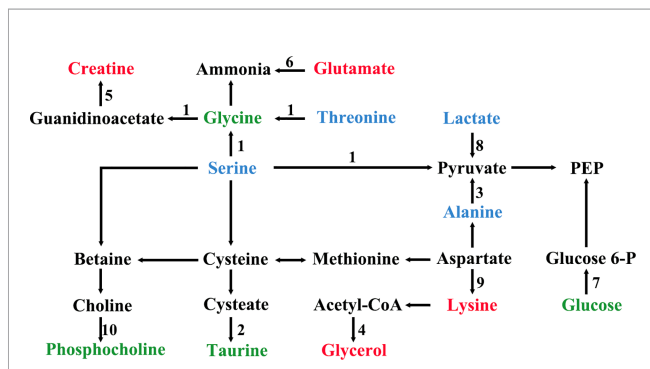 Creatine Ammonia 6 Glutamate
5
Guanidinoacetate 1 Glycine 1 Threonine Lactate
1 8
Serine 1 Pyruvate PEP
3
Alanine
Betaine Cysteine Methionine Aspartate Glucose 6-P
9 7
Choline Cysteate Acetyl-CoA Lysine Glucose
10 2 4
Phosphocholine Taurine Glycerol